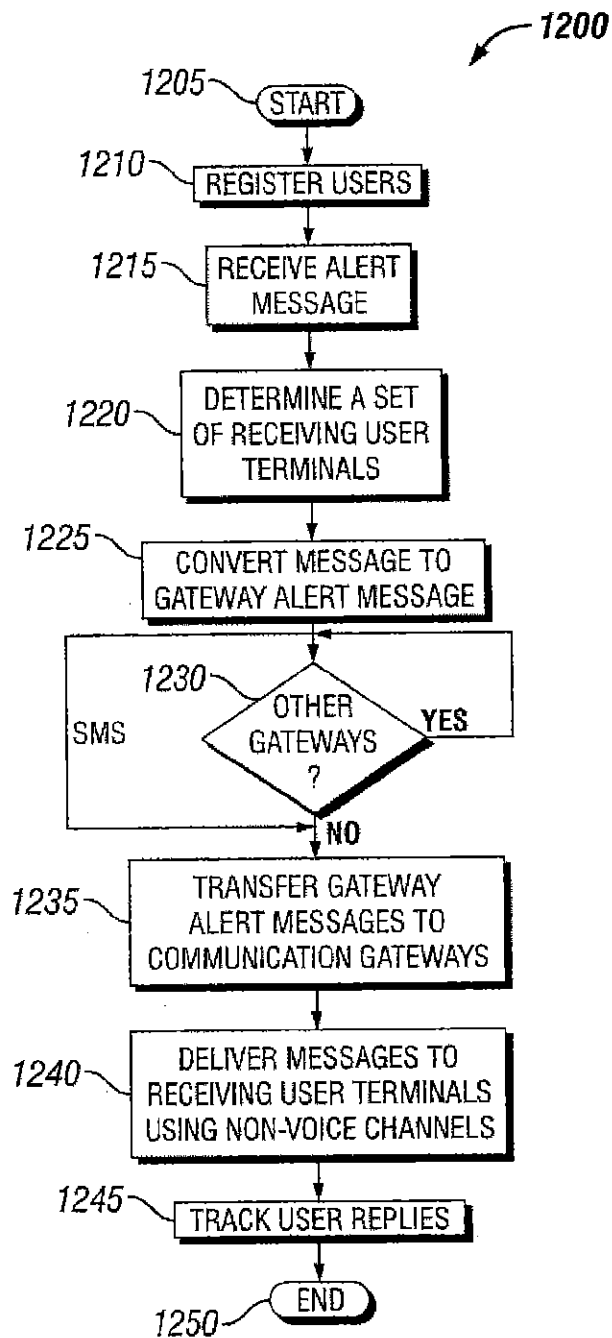 1200
1205
START
1210
REGISTER USERS
1215
RECEIVE ALERT
MESSAGE
1220
DETERMINE A SET
OF RECEIVING USER
TERMINALS
1225
CONVERT MESSAGE TO
GATEWAY ALERT MESSAGE
1230
OTHER
GATEWAYS
?
YES
SMS
NO
1235
TRANSFER GATEWAY
ALERT MESSAGES TO
COMMUNICATION GATEWAYS
1240
DELIVER MESSAGES TO
RECEIVING USER TERMINALS
USING NON-VOICE CHANNELS
1245
TRACK USER REPLIES
END
1250